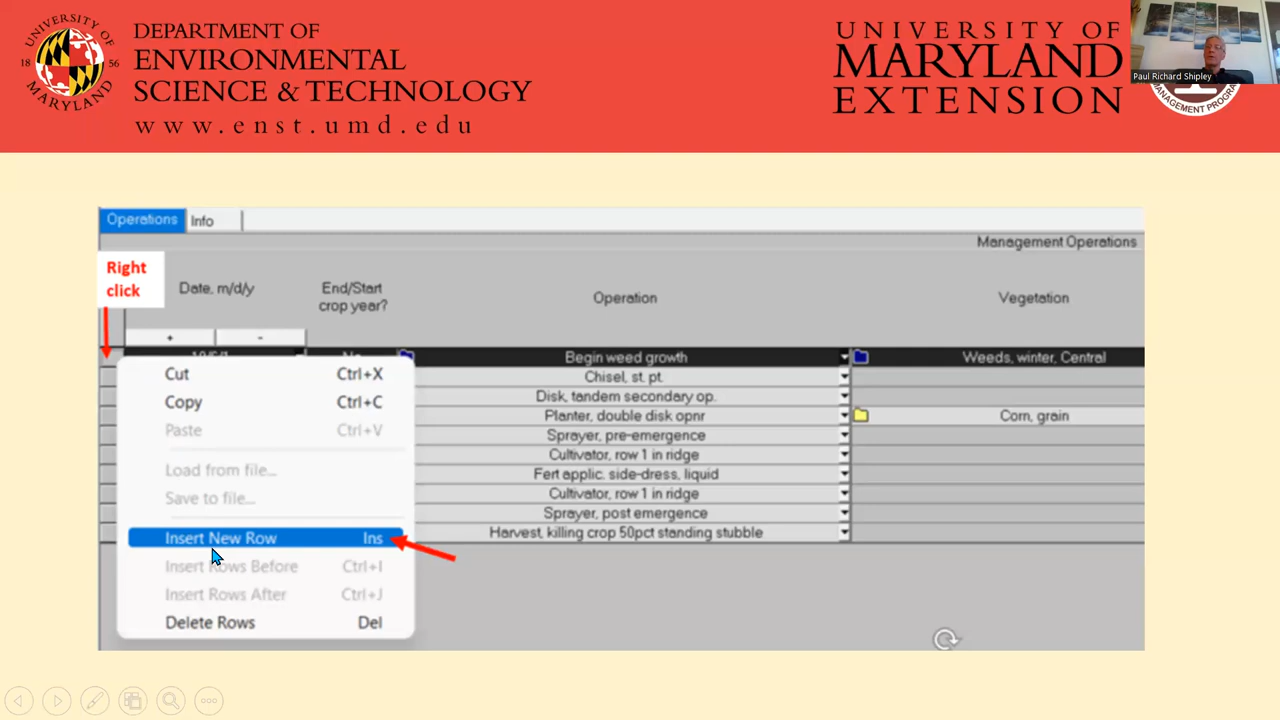 UNIVERSITY OF
MARYLAND
18 56
DEPARTMENT OF
ENVIRONMENTAL
SCIENCE & TECHNOLOGY
www.enst.umd.edu
UNIVERSITY OF
MARYLAND
EXTENSION
Paul Richard Shipley
MANAGEMENT PROGR
Operations Info
Management Operations
Right
click
Date, m/d/y
End/Start
crop year?
Operation
Vegetation
+ -
Begin weed growth
Weeds, winter, Central
Chisel, st. pt.
Disk, tandem secondary op.
Planter, double disk opnr
Corn, grain
Sprayer, pre-emergence
Cultivator, row 1 in ridge
Fert applic. side-dress, liquid
Cultivator, row 1 in ridge
Sprayer, post emergence
Harvest, killing crop 50pct standing stubble
Cut Ctrl+X
Copy Ctrl+C
Paste Ctrl+V
Load from file...
Save to file...
Insert New Row Ins
Insert Rows Before Ctrl+I
Insert Rows After Ctrl+J
Delete Rows Del